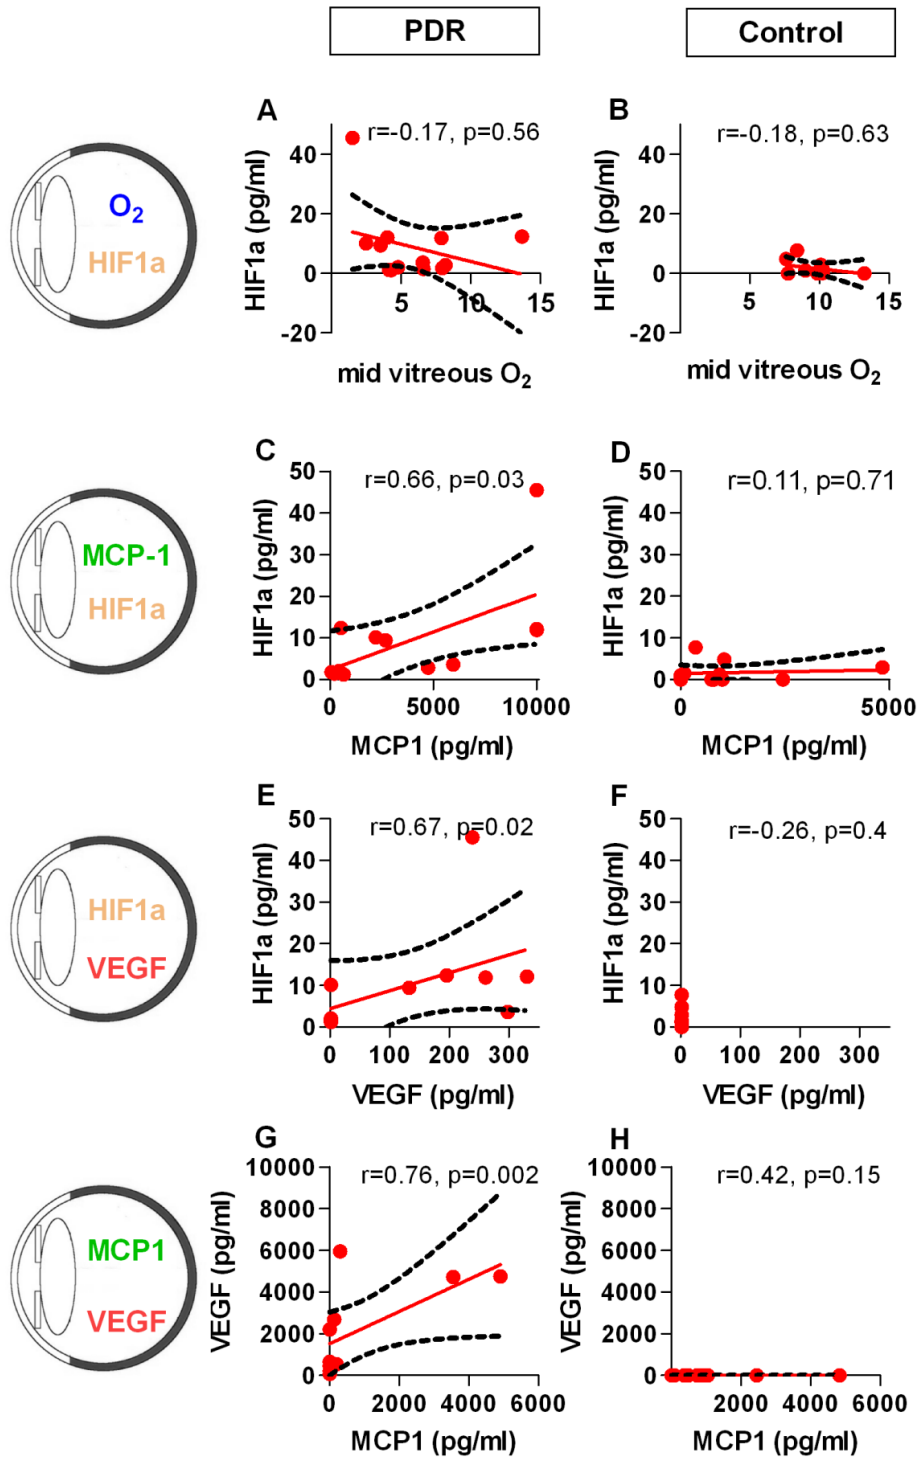 PDR
Control
A
r=-0.17, p=0.56
HIF1a (pg/ml)
40
20
0
-20
5
10
15
mid vitreous O2
B
r=-0.18, p=0.63
HIF1a (pg/ml)
40
20
0
-20
5
10
15
mid vitreous O2
O2
HIF1a
C
r=0.66, p=0.03
HIF1a (pg/ml)
50
40
30
20
10
0
0
5000
10000
MCP1 (pg/ml)
D
r=0.11, p=0.71
HIF1a (pg/ml)
50
40
30
20
10
0
0
5000
MCP1 (pg/ml)
MCP-1
HIF1a
E
r=0.67, p=0.02
HIF1a (pg/ml)
50
40
30
20
10
0
0
100
200
300
VEGF (pg/ml)
F
r=-0.26, p=0.4
HIF1a (pg/ml)
50
40
30
20
10
0
0
100
200
300
VEGF (pg/ml)
HIF1a
VEGF
G
r=0.76, p=0.002
VEGF (pg/ml)
10000
8000
6000
4000
2000
0
0
2000
4000
6000
MCP1 (pg/ml)
H
r=0.42, p=0.15
VEGF (pg/ml)
10000
8000
6000
4000
2000
0
2000
4000
6000
MCP1 (pg/ml)
MCP1
VEGF